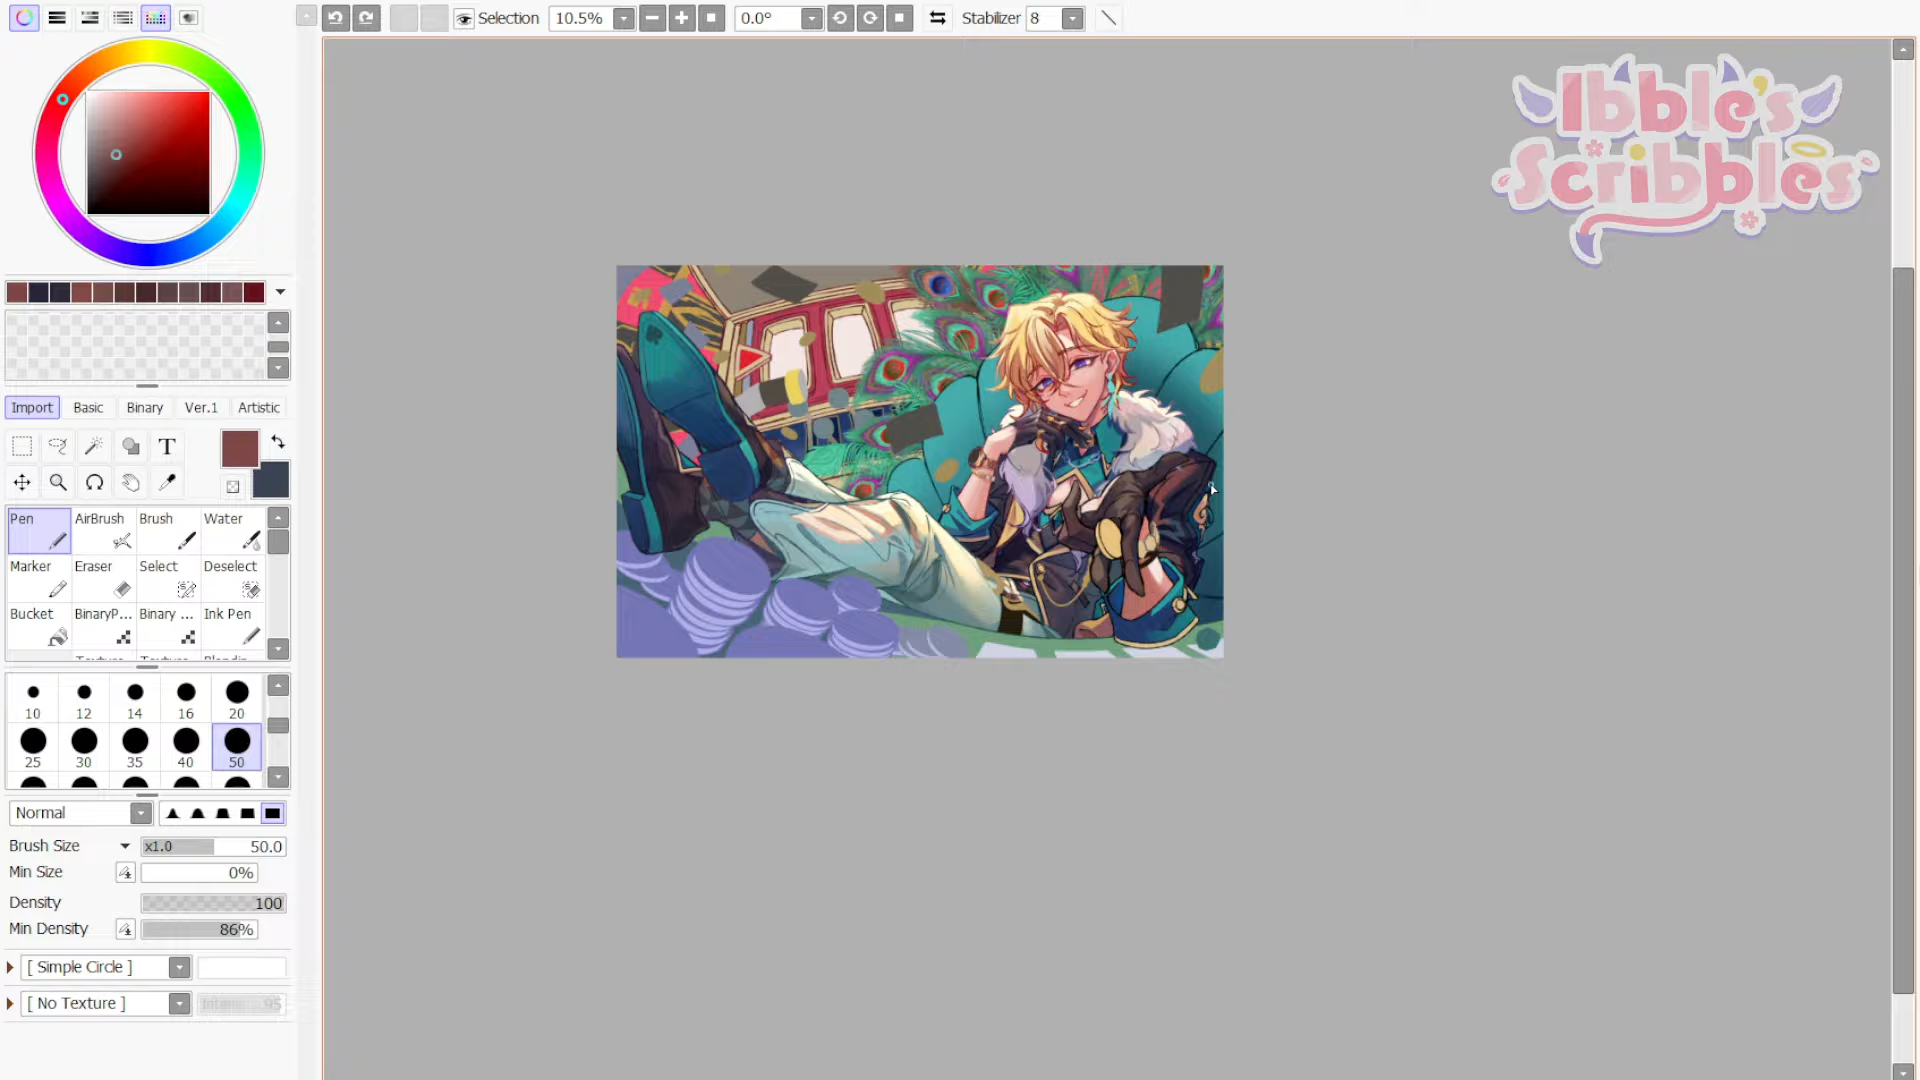 Selection 10.5% 0.0° Stabilizer 8
Ibble's
Scribbles
Import Basic Binary Ver.1 Artistic
T
Pen AirBrush Brush Water
Marker Eraser Select Deselect
Bucket BinaryP... Binary ... Ink Pen
10 12 14 16 20
25 30 35 40 50
Normal
Brush Size x1.0 50.0
Min Size 0%
Density 100
Min Density 86%
[ Simple Circle ]
[ No Texture ] 95